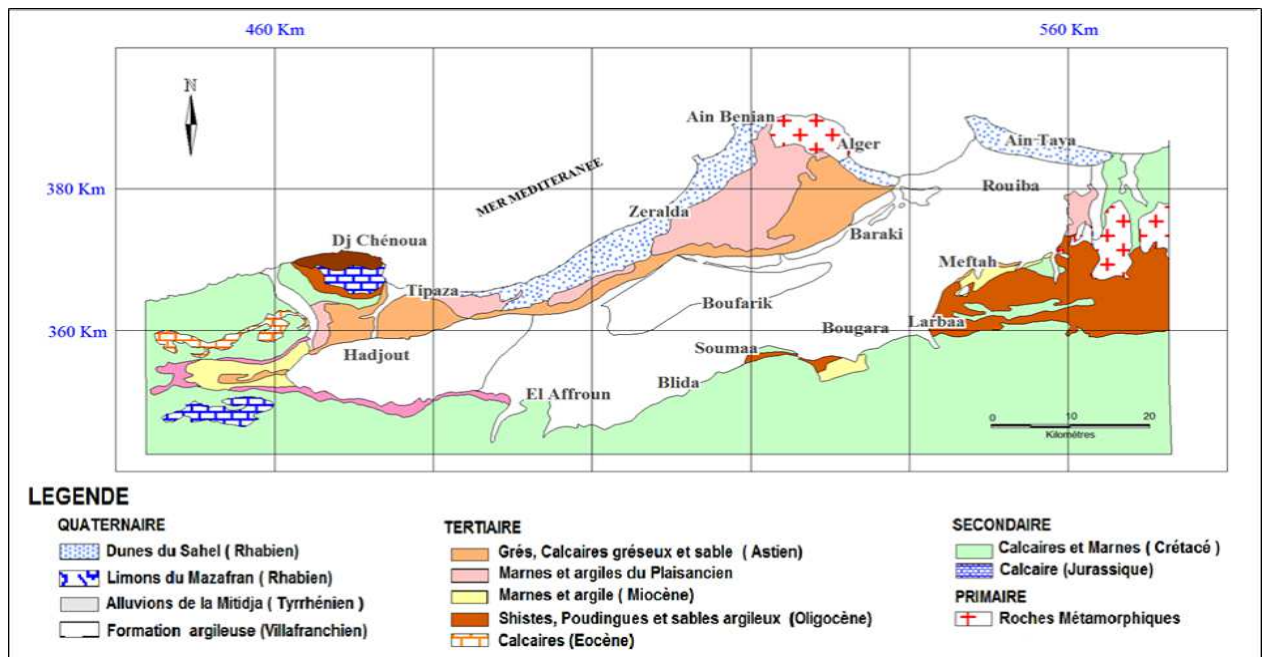 460 Km
560 Km
N
Ain Benian
Alger
Ain Taya
380 Km
MER MEDITERANEE
Rouiba
Zeralda
Baraki
Dj Chénoua
Meftah
Tipaza
Boufarik
360 Km
Bougara
Larbaa
Hadjout
Soumaa
Blida
El Affroun
0 10 20
Kilomètres
LEGENDE
QUATERNAIRE
Dunes du Sahel ( Rhabien)
Limons du Mazafran ( Rhabien)
Alluvions de la Mitidja ( Tyrrhénien )
Formation argileuse (Villafranchien)
TERTIAIRE
Grés, Calcaires gréseux et sable ( Astien)
Marnes et argiles du Plaisancien
Marnes et argile ( Miocène)
Shistes, Poudingues et sables argileux (Oligocène)
Calcaires (Eocène)
SECONDAIRE
Calcaires et Marnes ( Crétacé )
Calcaire (Jurassique)
PRIMAIRE
Roches Métamorphiques